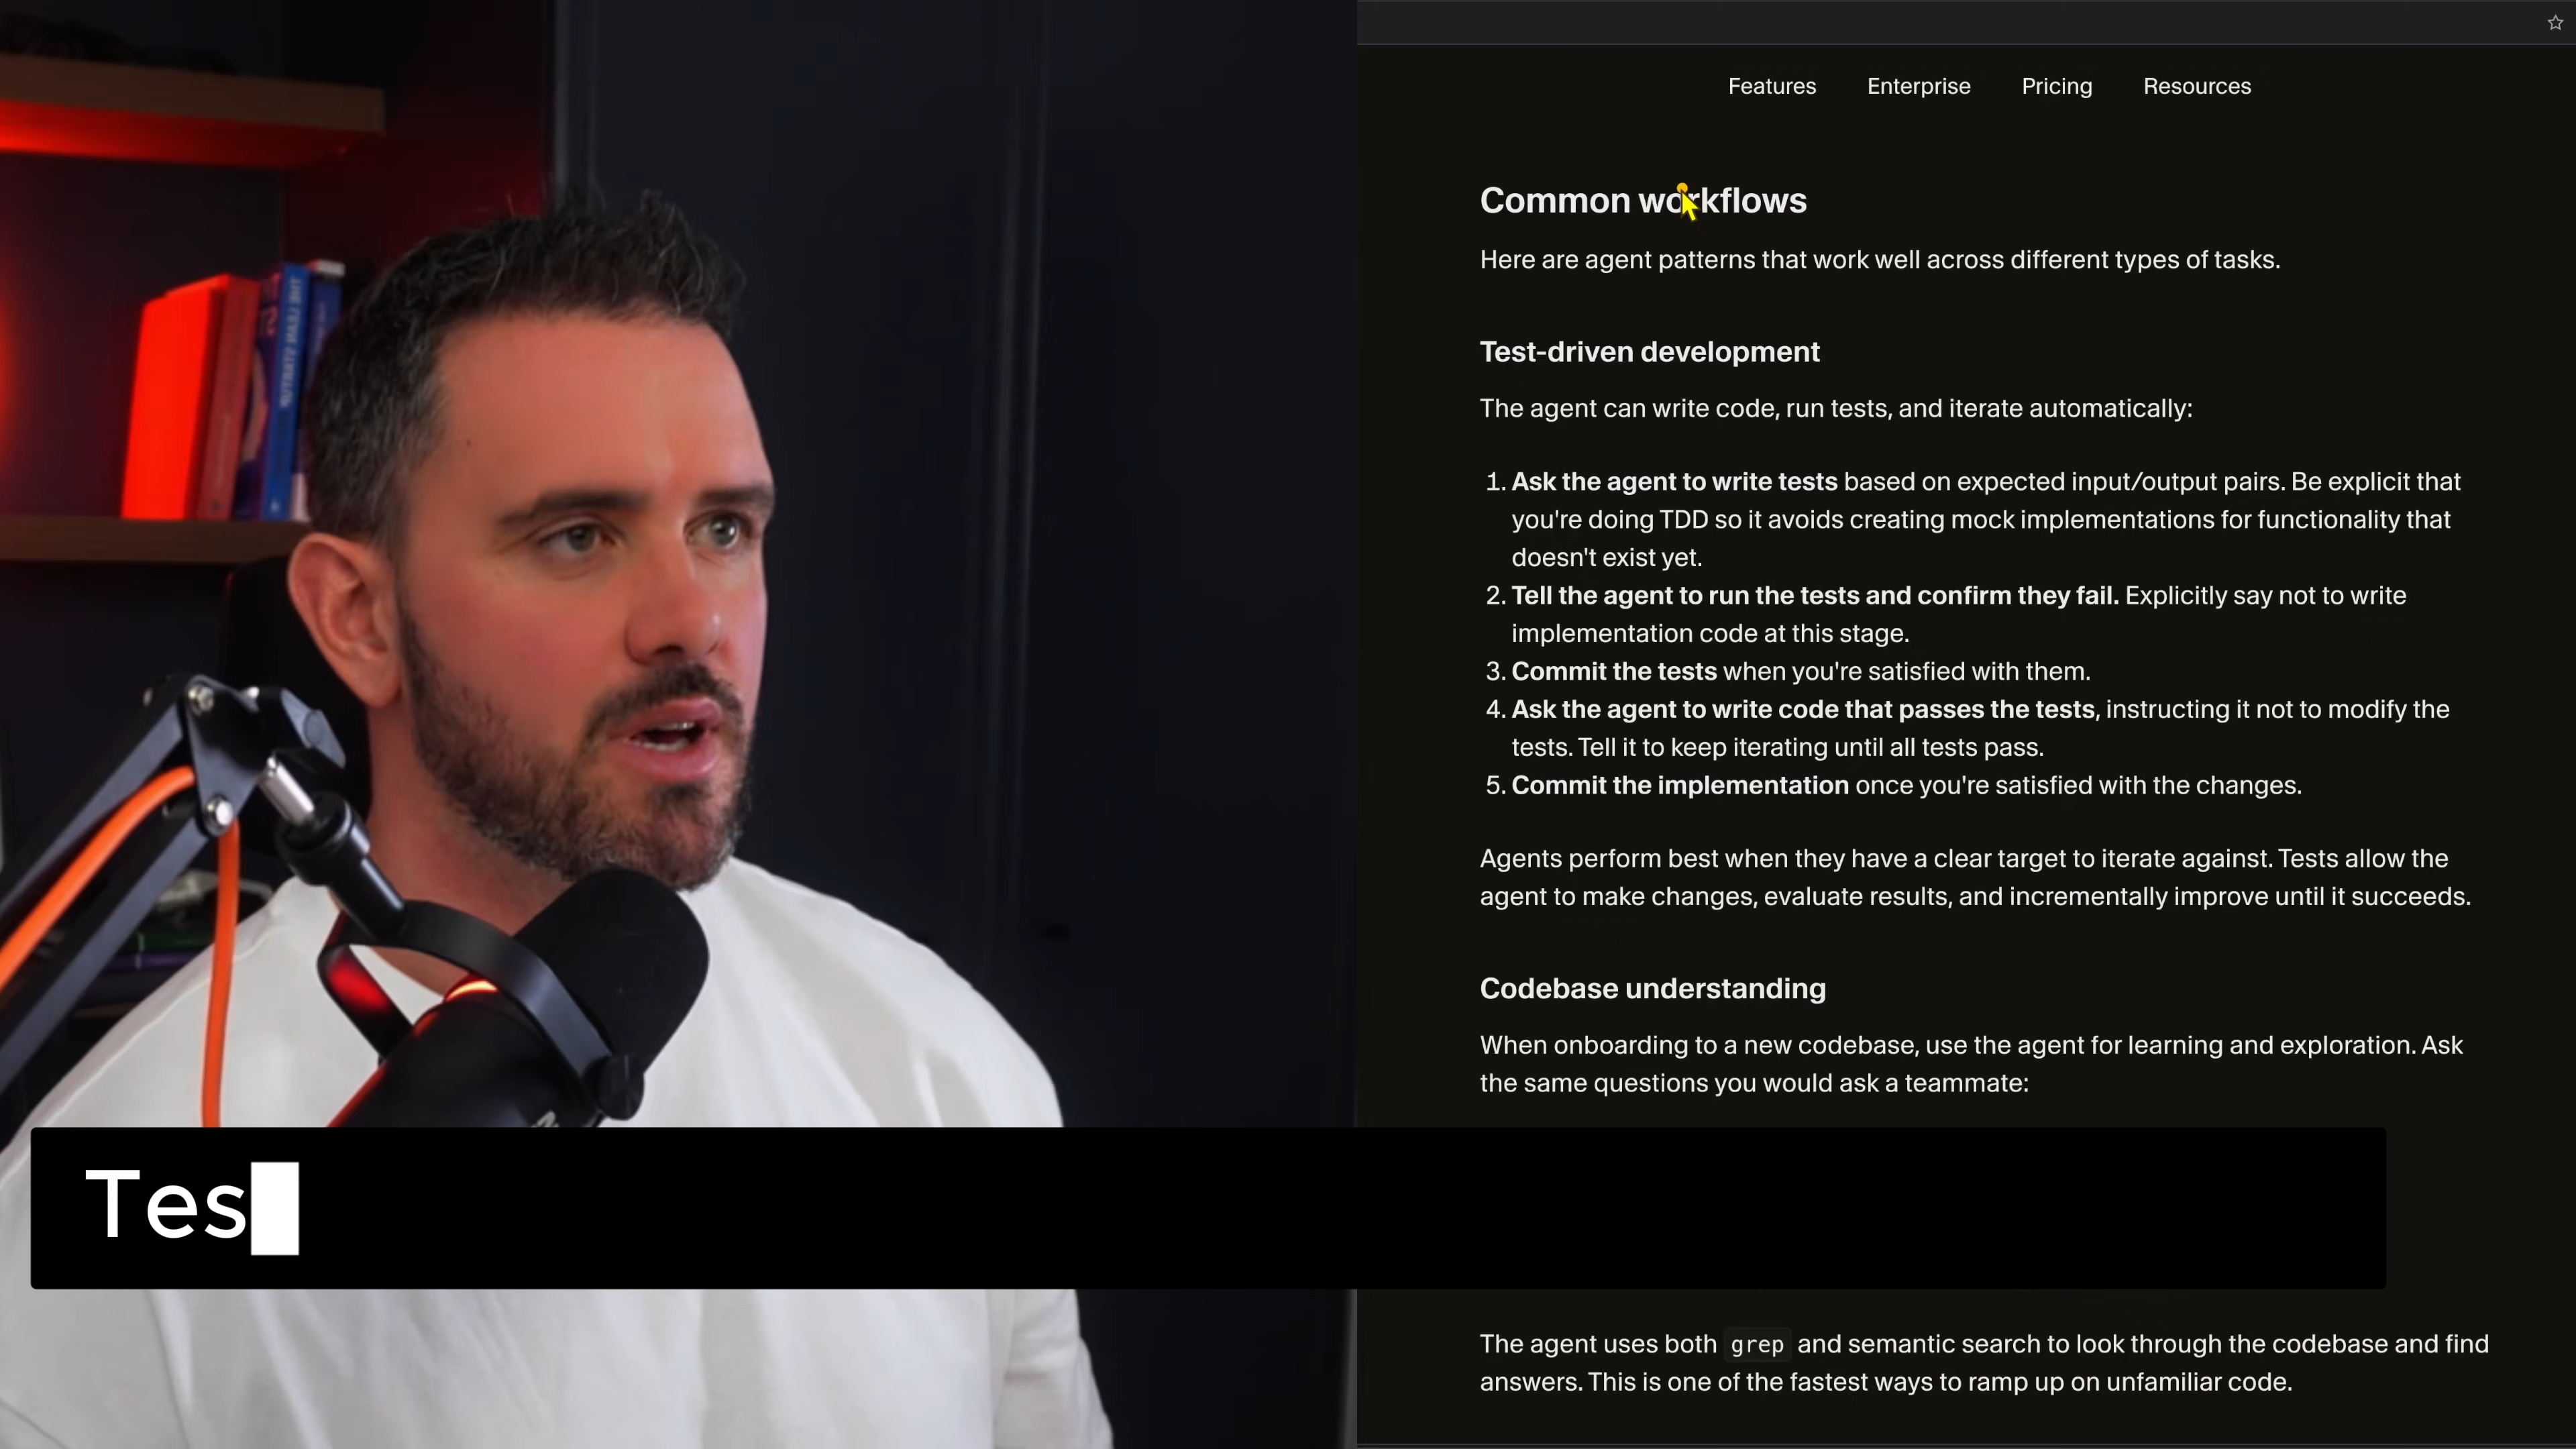 Features Enterprise Pricing Resources
Common workflows
Here are agent patterns that work well across different types of tasks.
Test-driven development
The agent can write code, run tests, and iterate automatically:
1. Ask the agent to write tests based on expected input/output pairs. Be explicit that
you're doing TDD so it avoids creating mock implementations for functionality that
doesn't exist yet.
2. Tell the agent to run the tests and confirm they fail. Explicitly say not to write
implementation code at this stage.
3. Commit the tests when you're satisfied with them.
4. Ask the agent to write code that passes the tests, instructing it not to modify the
tests. Tell it to keep iterating until all tests pass.
5. Commit the implementation once you're satisfied with the changes.
Agents perform best when they have a clear target to iterate against. Tests allow the
agent to make changes, evaluate results, and incrementally improve until it succeeds.
Codebase understanding
When onboarding to a new codebase, use the agent for learning and exploration. Ask
the same questions you would ask a teammate:
Tes
The agent uses both grep and semantic search to look through the codebase and find
answers. This is one of the fastest ways to ramp up on unfamiliar code.
THE LEAN STARTUP